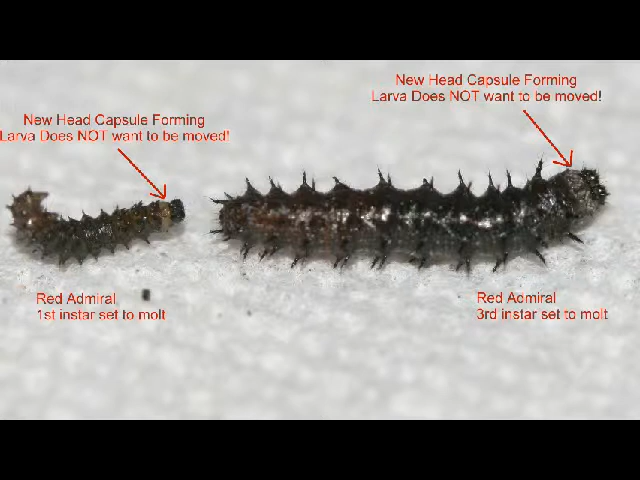 New Head Capsule Forming
Larva Does NOT want to be moved!
New Head Capsule Forming
Larva Does NOT want to be moved!
Red Admiral
1st instar set to molt
Red Admiral
3rd instar set to molt